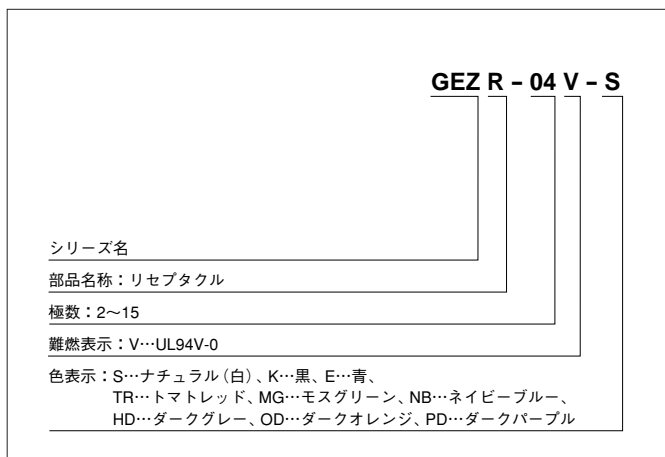 GEZ R – 04 V – S
シリーズ名
部品名称：リセプタクル
極数：2〜15
難燃表示：V…UL94V-0
色表示：S…ナチュラル（白）、K…黒、E…青、
TR…トマトレッド、MG…モスグリーン、NB…ネイビーブルー、
HD…ダークグレー、OD…ダークオレンジ、PD…ダークパープル